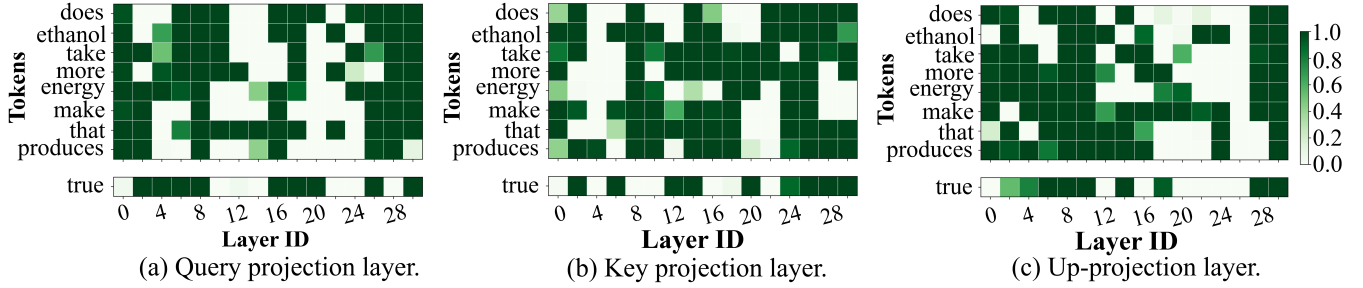 Tokens
does
ethanol
take
more
energy
make
that
produces
true
0 4 8 12 16 20 24 28
Layer ID
(a) Query projection layer.
Tokens
does
ethanol
take
more
energy
make
that
produces
true
0 4 8 12 16 20 24 28
Layer ID
(b) Key projection layer.
Tokens
does
ethanol
take
more
energy
make
that
produces
true
0 4 8 12 16 20 24 28
Layer ID
(c) Up-projection layer.
1.0
0.8
0.6
0.4
0.2
0.0